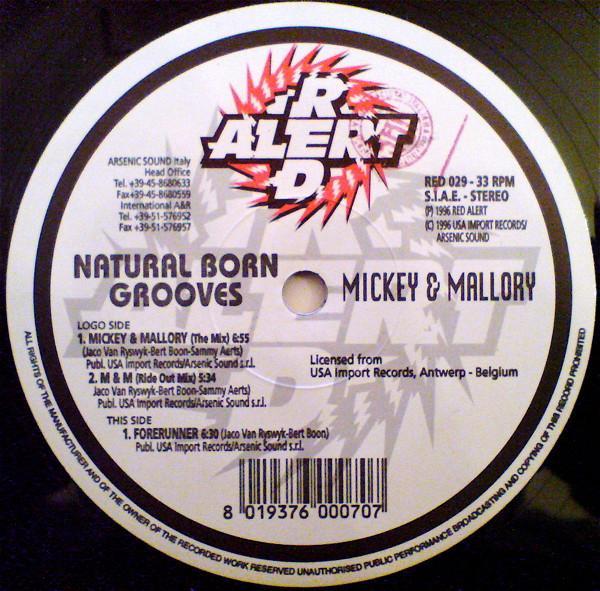 RED
ALERT
ARSENIC SOUND Italy
Head Office
Tel. +39-45-8680633
Fax+39-45-8680559
International A&R
Tel. +39-51-576952
Fax +39-51-576957
RED 029 - 33 RPM
S.I.A.E. - STEREO
(P) 1996 RED ALERT
(C) 1996 USA IMPORT RECORDS/
ARSENIC SOUND
NATURAL BORN
GROOVES
MICKEY & MALLORY
LOGO SIDE
1. MICKEY & MALLORY (The Mix) 6:55
(Jaco Van Ryswyk-Bert Boon-Sammy Aerts)
Publ. USA Import Records/Arsenic Sound s.r.l.
2. M & M (Ride Out Mix) 5:34
Jaco Van Ryswyk-Bert Boon-Sammy Aerts)
Publ. USA Import Records/Arsenic Sound s.r.l.
THIS SIDE
1. FORERUNNER 6:30 (Jaco Van Ryswyk-Bert Boon)
Publ. USA Import Records/Arsenic Sound s.r.l.
Licensed from
USA Import Records, Antwerp - Belgium
8 019376 000707
ALL RIGHTS OF THE MANUFACTURER AND OF THE OWNER OF THE RECORDED WORK RESERVED UNAUTHORISED PUBLIC PERFORMANCE BROADCASTING AND COPYING OF THIS RECORD PROHIBITED